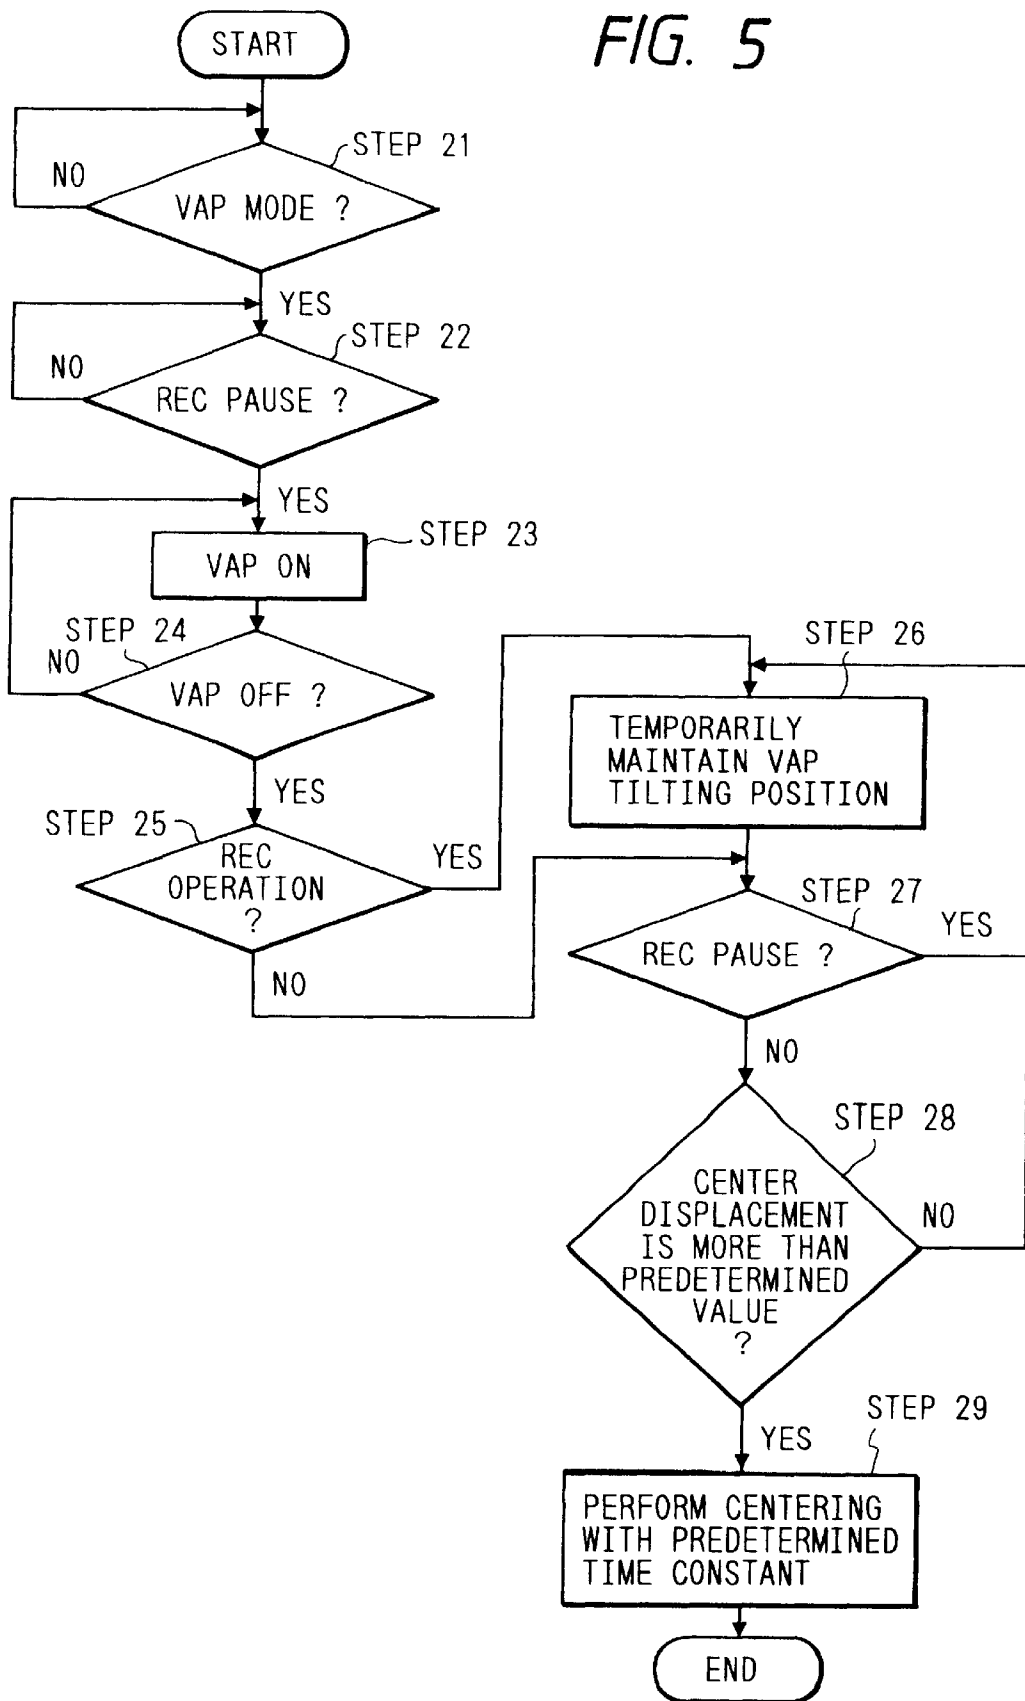 FIG. 5
START
STEP 21
NO
VAP MODE ?
YES
STEP 22
NO
REC PAUSE ?
YES
STEP 23
VAP ON
STEP 24
NO
VAP OFF ?
YES
STEP 25
REC
OPERATION
?
YES
NO
STEP 26
TEMPORARILY
MAINTAIN VAP
TILTING POSITION
STEP 27
YES
REC PAUSE ?
NO
STEP 28
CENTER
DISPLACEMENT
IS MORE THAN
PREDETERMINED
VALUE
?
NO
YES
STEP 29
PERFORM CENTERING
WITH PREDETERMINED
TIME CONSTANT
END